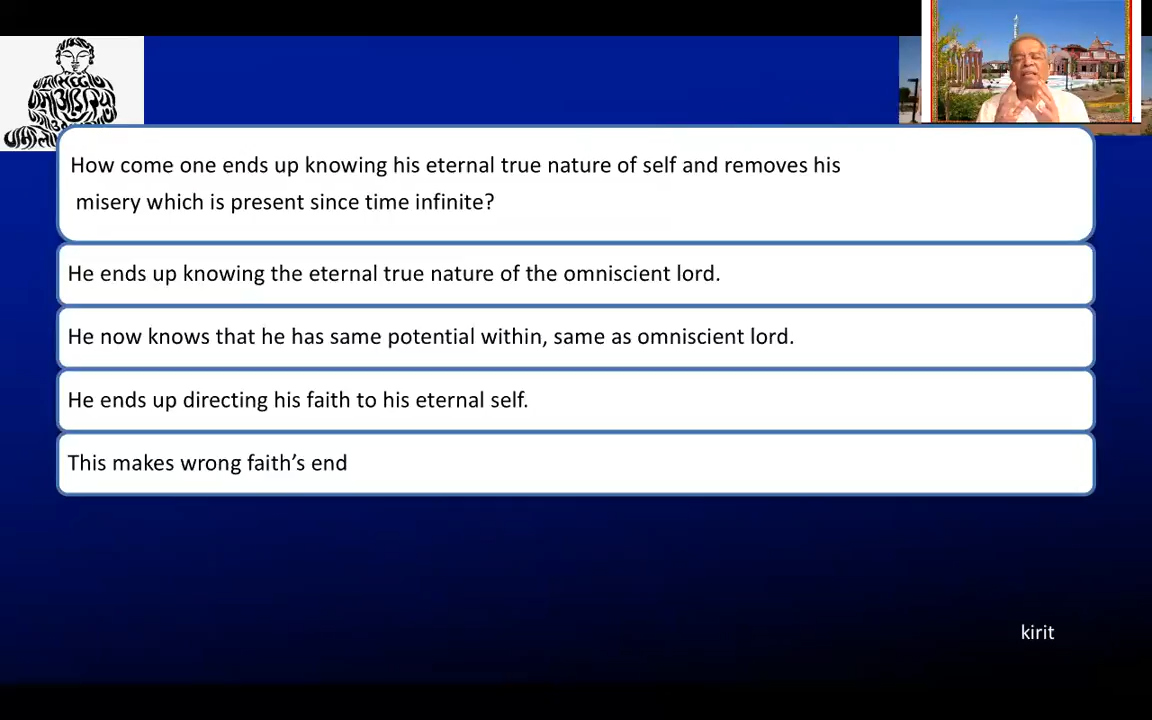 How come one ends up knowing his eternal true nature of self and removes his
misery which is present since time infinite?
He ends up knowing the eternal true nature of the omniscient lord.
He now knows that he has same potential within, same as omniscient lord.
He ends up directing his faith to his eternal self.
This makes wrong faith’s end
kirit